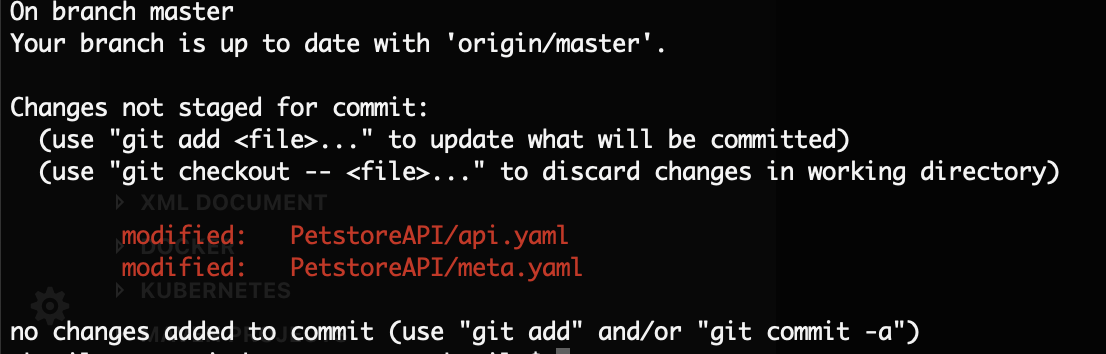 On branch master
Your branch is up to date with 'origin/master'.
Changes not staged for commit:
(use "git add <file>..." to update what will be committed)
(use "git checkout -- <file>..." to discard changes in working directory)
XML DOCUMENT
modified: PetstoreAPI/api.yaml
DOCKER
modified: PetstoreAPI/meta.yaml
KUBERNETES
no changes added to commit (use "git add" and/or "git commit -a")